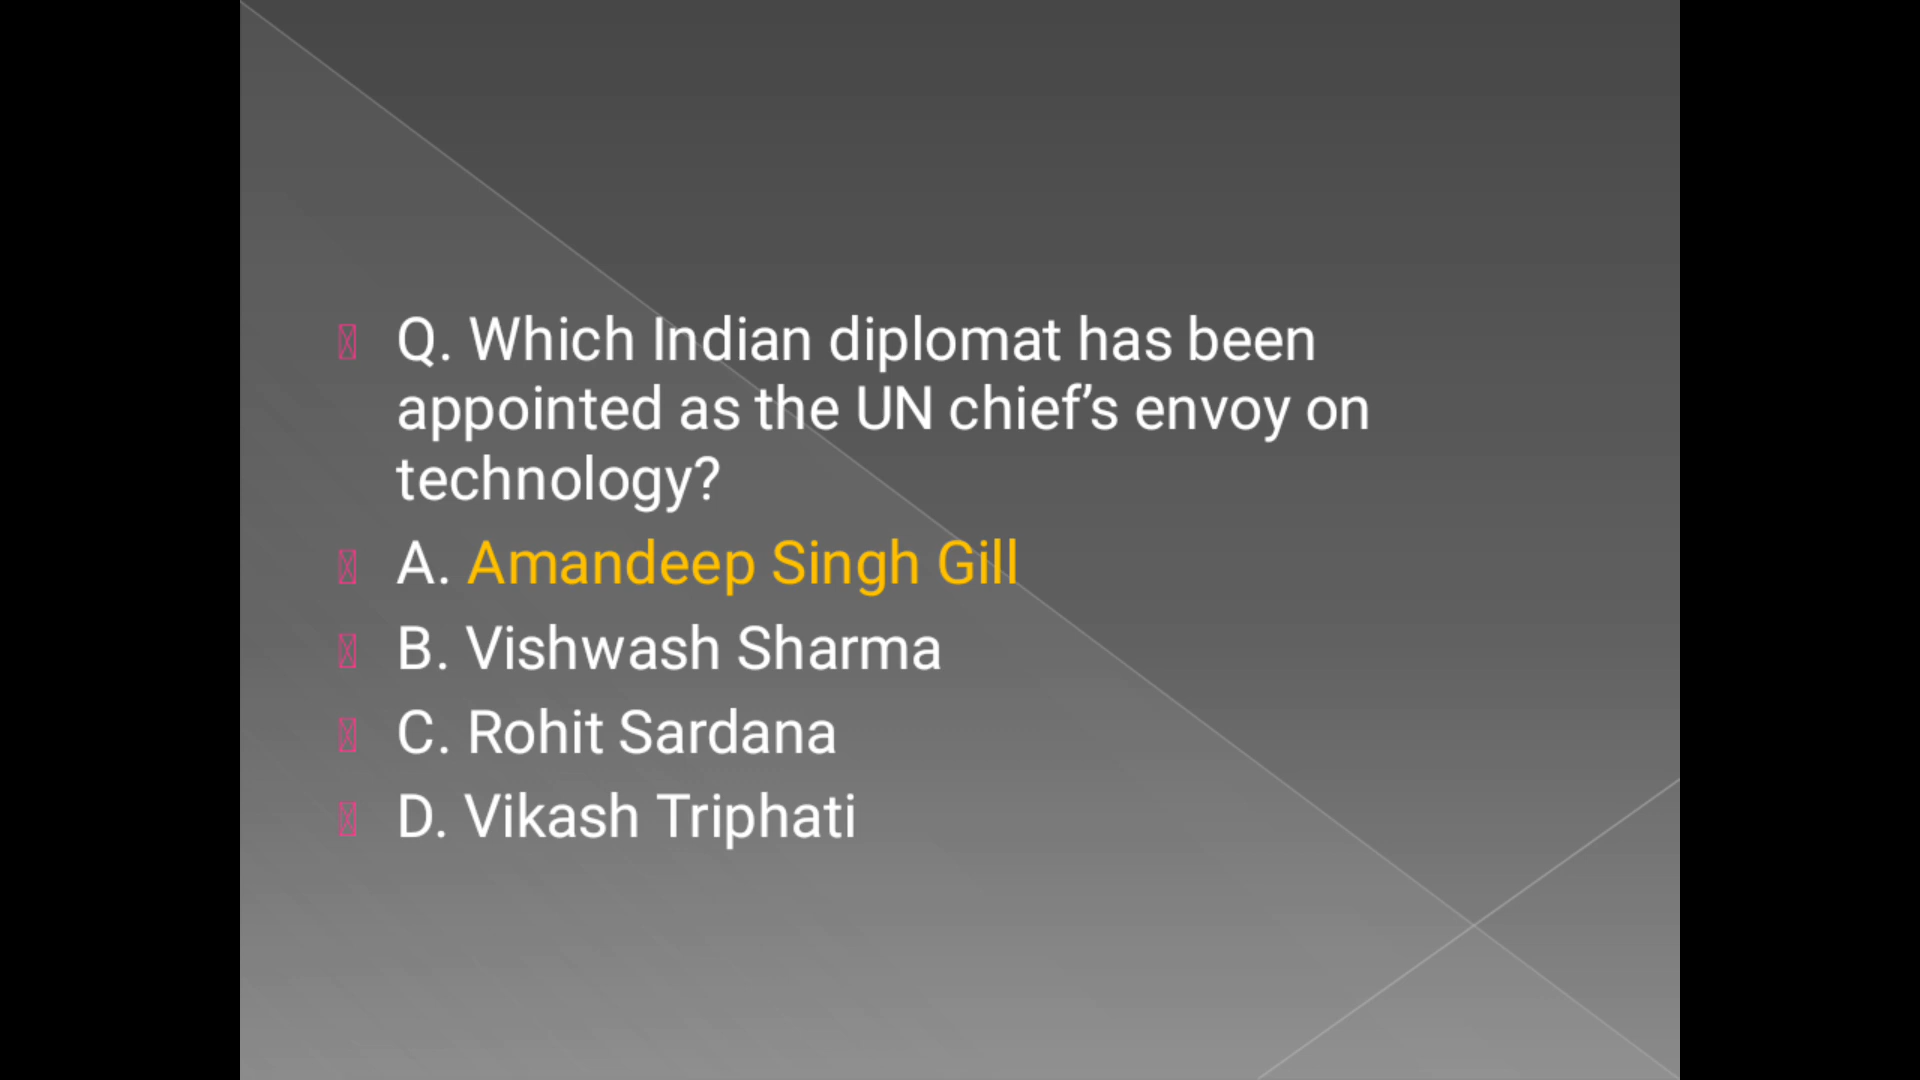 Q. Which Indian diplomat has been
appointed as the UN chief’s envoy on
technology?
A. Amandeep Singh Gill
B. Vishwash Sharma
C. Rohit Sardana
D. Vikash Triphati